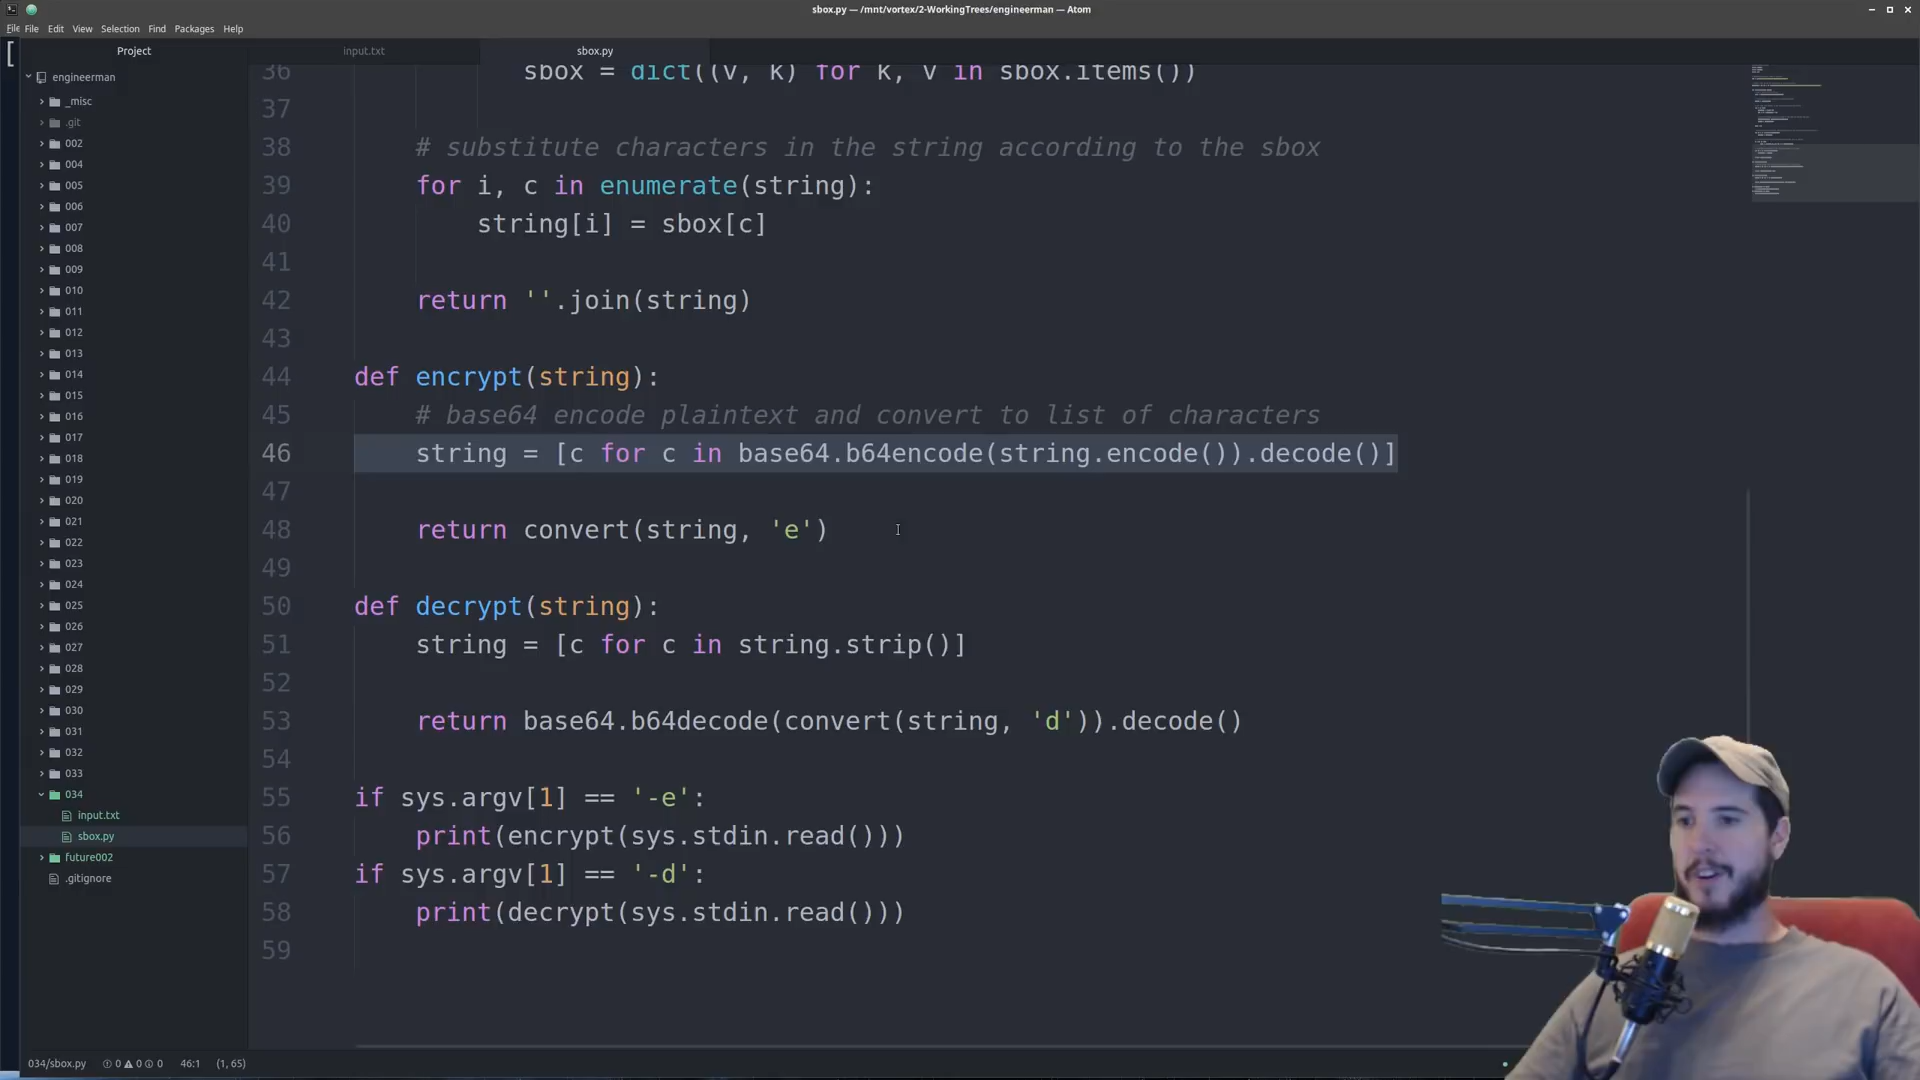 sbox.py — /mnt/vortex/2-WorkingTrees/engineerman — Atom
File File Edit View Selection Find Packages Help
[
Project
input.txt
sbox.py
engineerman
_misc
.git
002
004
005
006
007
008
009
010
011
012
013
014
015
016
017
018
019
020
021
022
023
024
025
026
027
028
029
030
031
032
033
034
input.txt
sbox.py
future002
.gitignore
36 sbox = dict((v, k) for k, v in sbox.items())
37
38 # substitute characters in the string according to the sbox
39 for i, c in enumerate(string):
40 string[i] = sbox[c]
41
42 return ''.join(string)
43
44 def encrypt(string):
45 # base64 encode plaintext and convert to list of characters
46 string = [c for c in base64.b64encode(string.encode()).decode()]
47
48 return convert(string, 'e')
49
50 def decrypt(string):
51 string = [c for c in string.strip()]
52
53 return base64.b64decode(convert(string, 'd')).decode()
54
55 if sys.argv[1] == '-e':
56 print(encrypt(sys.stdin.read()))
57 if sys.argv[1] == '-d':
58 print(decrypt(sys.stdin.read()))
59
034/sbox.py 0 0 0 46:1 (1, 65)